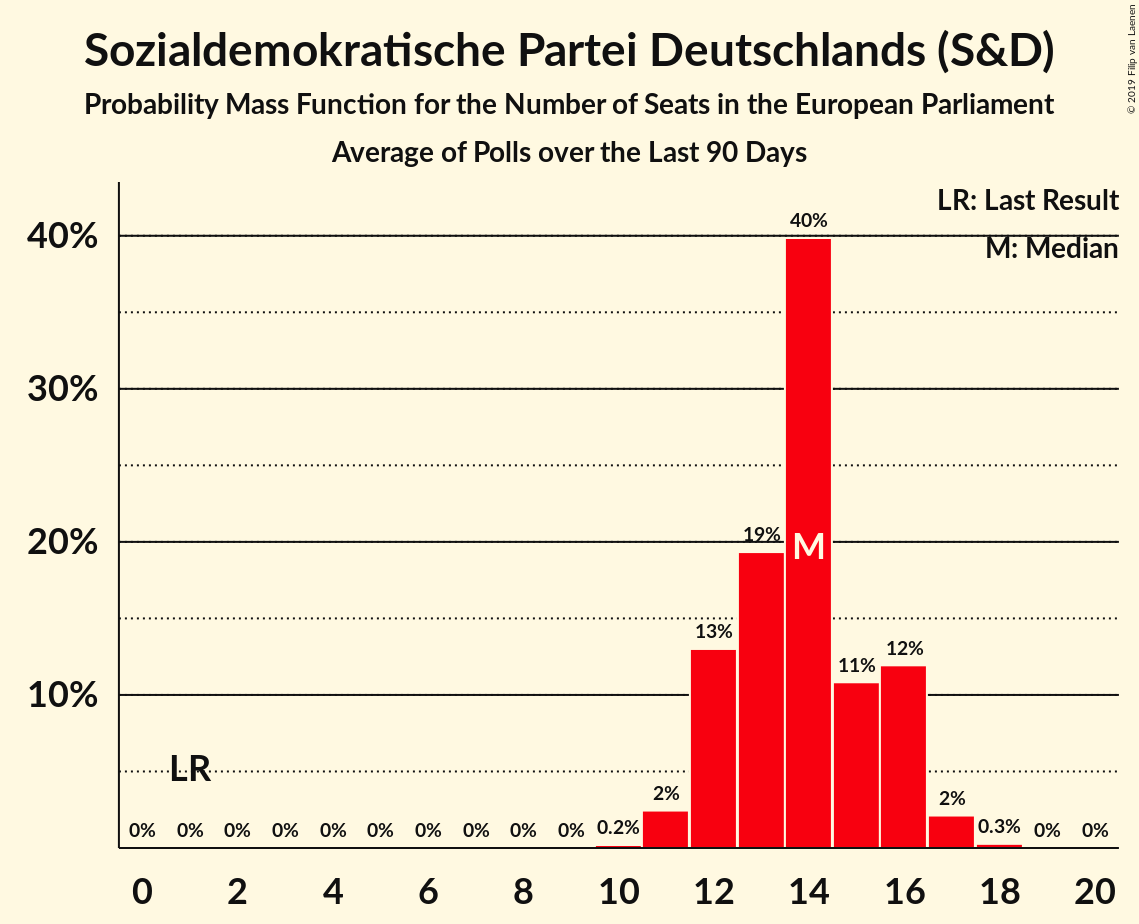 Sozialdemokratische Partei Deutschlands (S&D)
Probability Mass Function for the Number of Seats in the European Parliament
Average of Polls over the Last 90 Days
© 2019 Filip van Laenen
LR: Last Result
M: Median
40%
30%
20%
10%
0% 0% 0% 0% 0% 0% 0% 0% 0% 0% 0.2% 2% 13% 19% 40% 11% 12% 2% 0.3% 0% 0%
LR
M
0 2 4 6 8 10 12 14 16 18 20